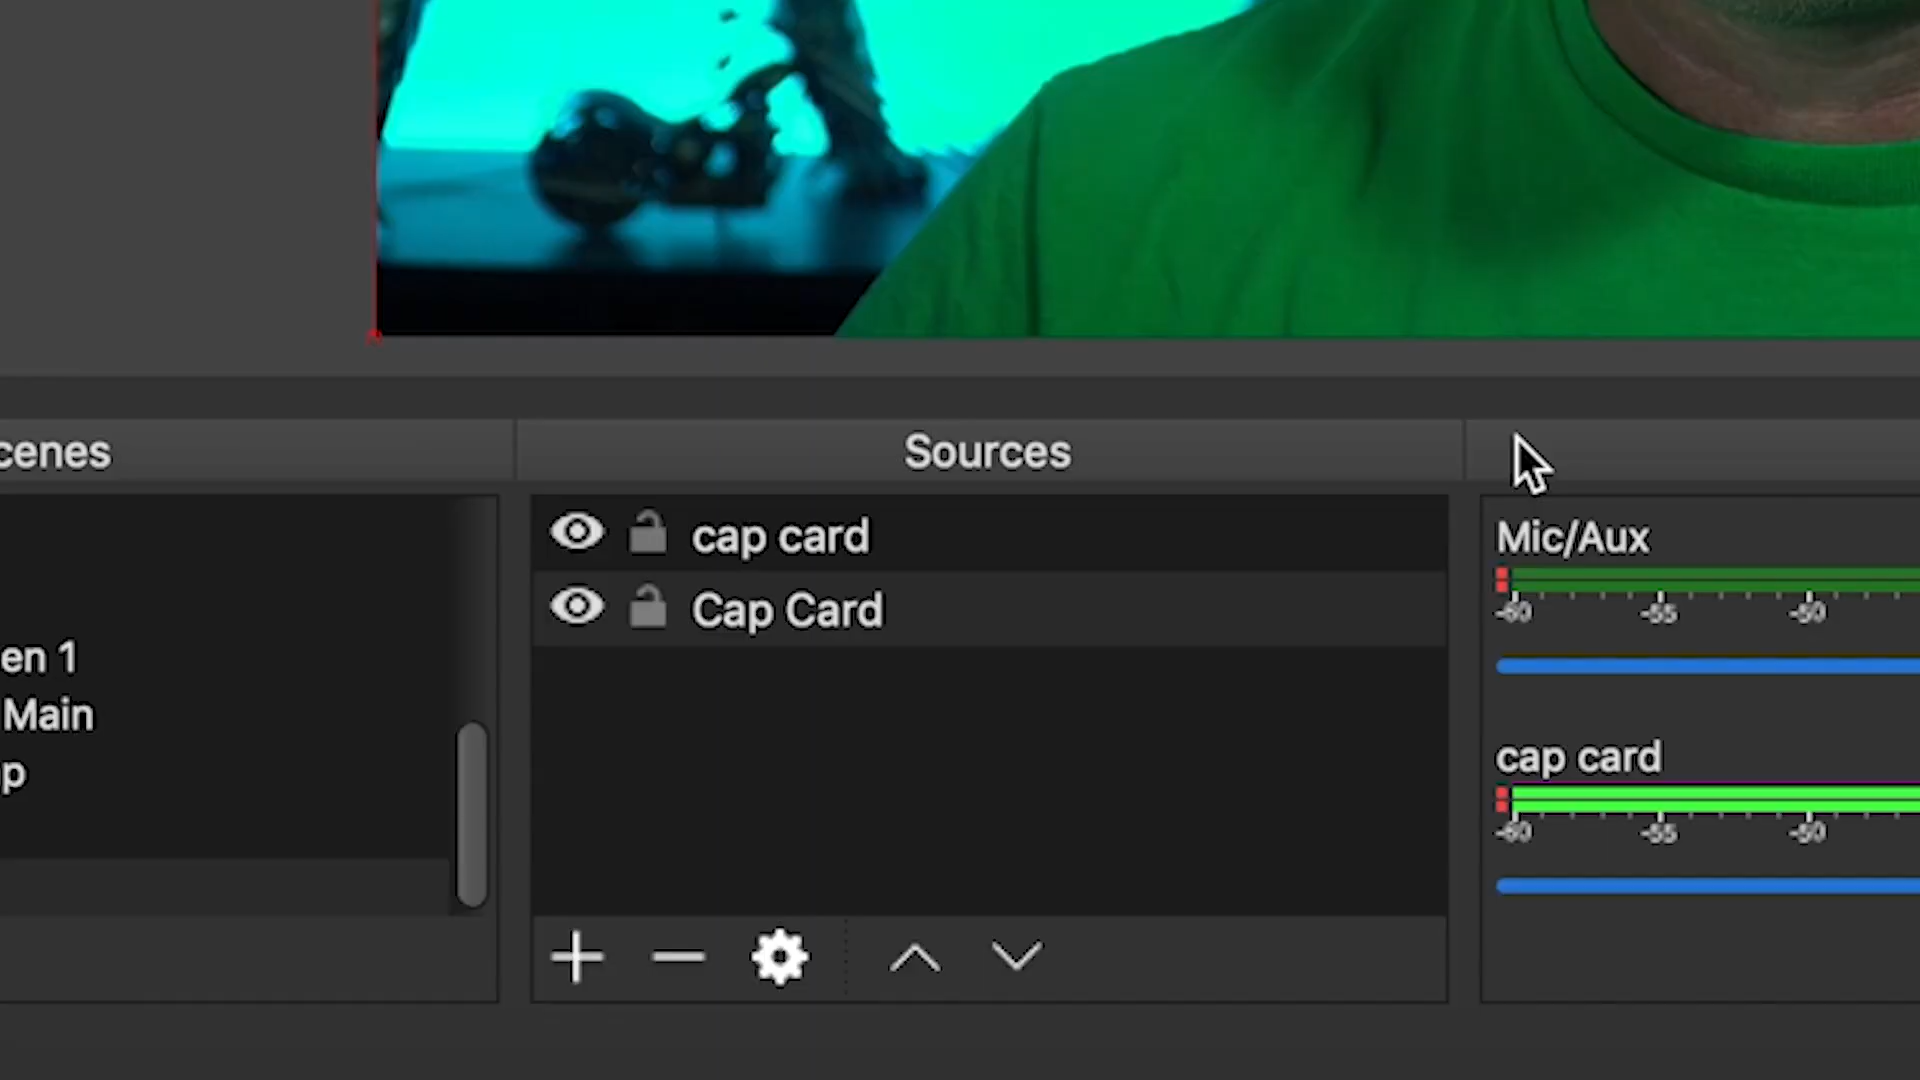 cenes
en 1
Main
p
Sources
cap card
Cap Card
Mic/Aux
-60 -55 -50
cap card
-60 -55 -50